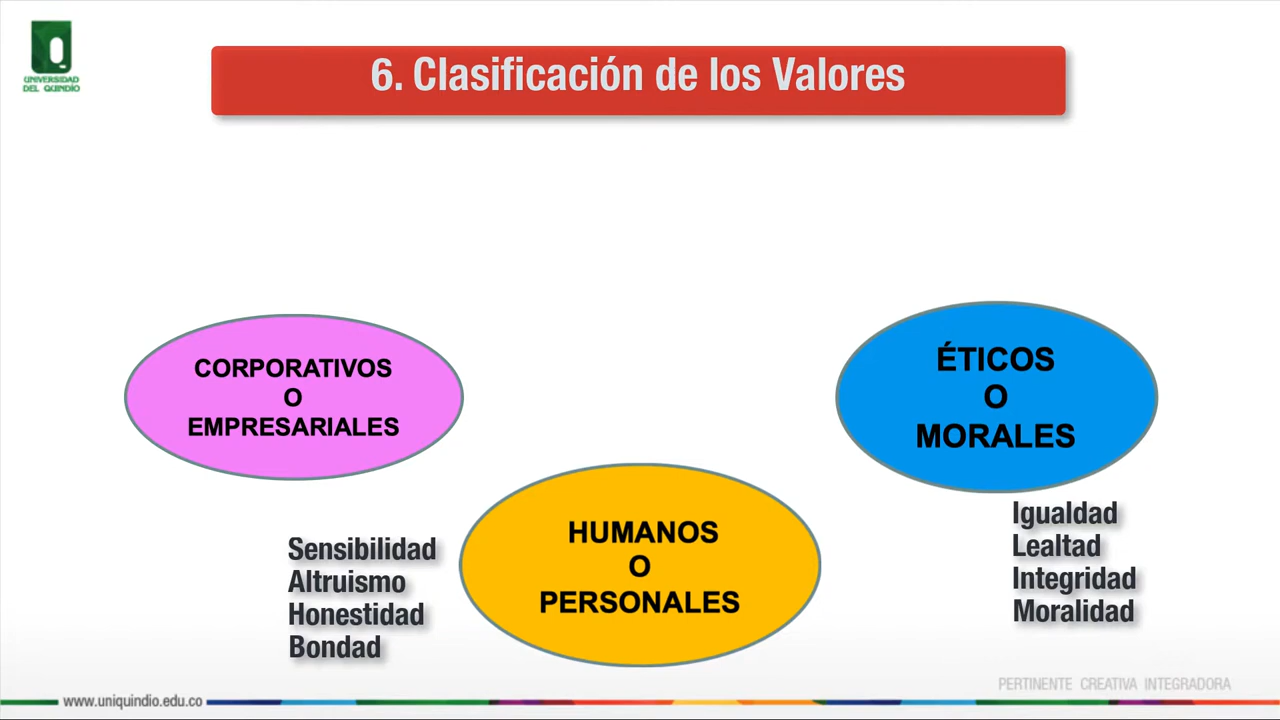 UNIVERSIDAD
DEL QUINDÍO
6. Clasificación de los Valores
CORPORATIVOS
O
EMPRESARIALES
ÉTICOS
O
MORALES
HUMANOS
O
PERSONALES
Sensibilidad
Altruismo
Honestidad
Bondad
Igualdad
Lealtad
Integridad
Moralidad
PERTINENTE CREATIVA INTEGRADORA
www.uniquindio.edu.co